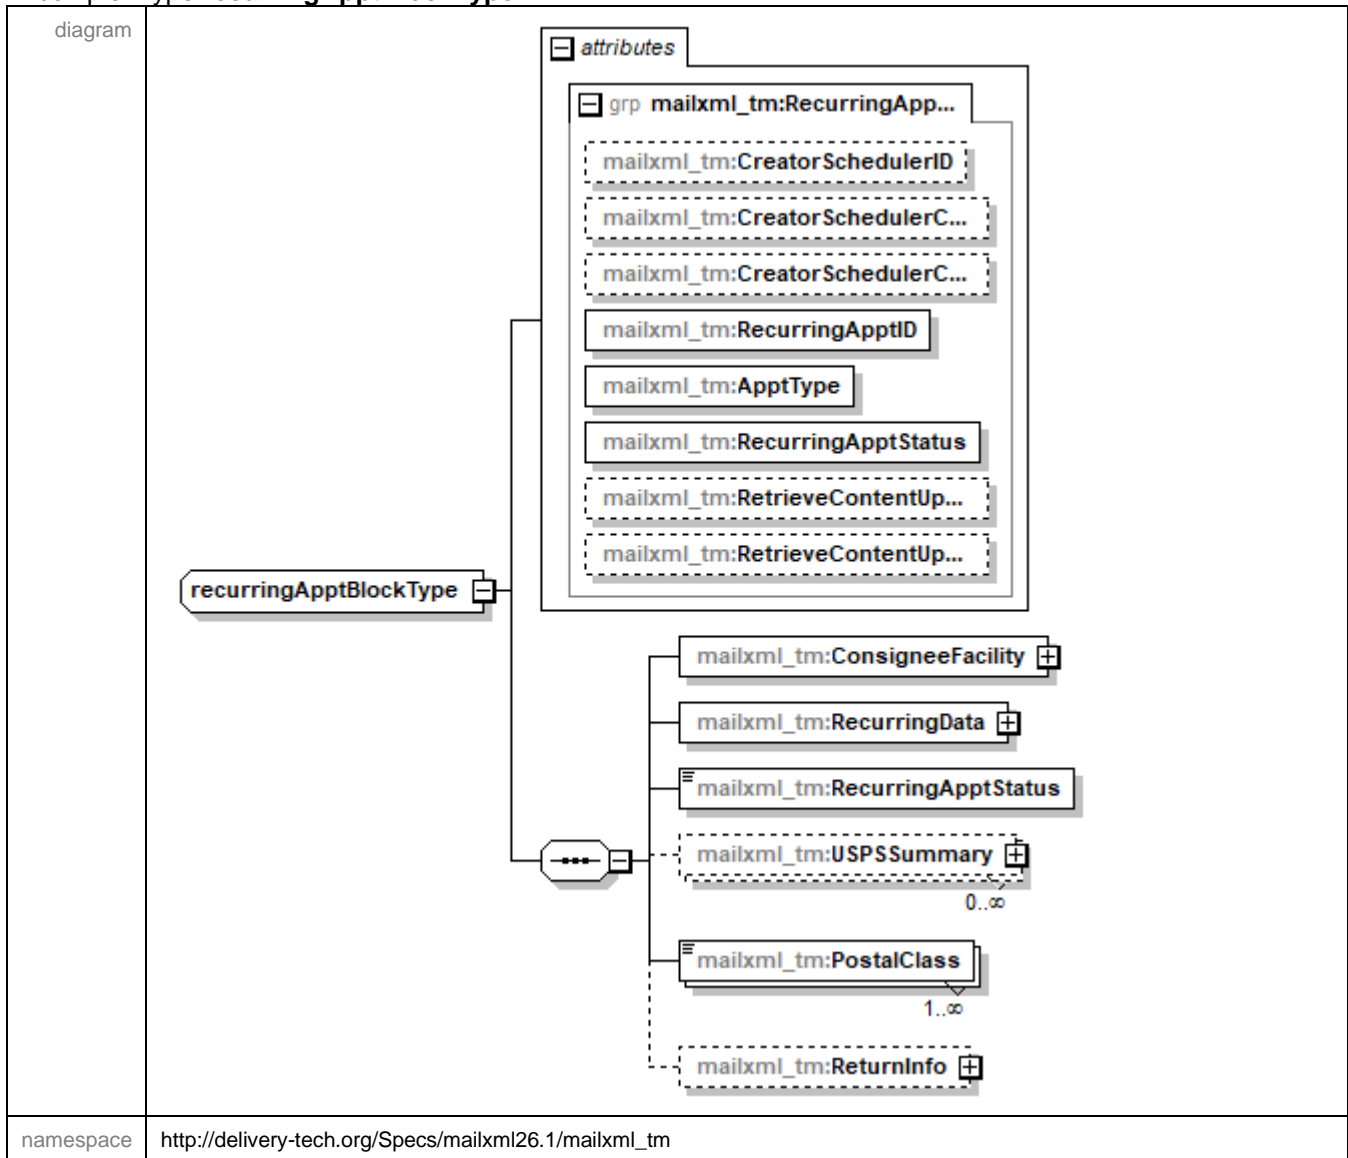 diagram
attributes
grp mailxml_tm:RecurringApp...
mailxml_tm:CreatorSchedulerID
mailxml_tm:CreatorSchedulerC...
mailxml_tm:CreatorSchedulerC...
mailxml_tm:RecurringApptID
mailxml_tm:ApptType
mailxml_tm:RecurringApptStatus
mailxml_tm:RetrieveContentUp...
mailxml_tm:RetrieveContentUp...
recurringApptBlockType
mailxml_tm:ConsigneeFacility
mailxml_tm:RecurringData
mailxml_tm:RecurringApptStatus
mailxml_tm:USPSSummary
0..∞
mailxml_tm:PostalClass
1..∞
mailxml_tm:ReturnInfo
namespace http://delivery-tech.org/Specs/mailxml26.1/mailxml_tm